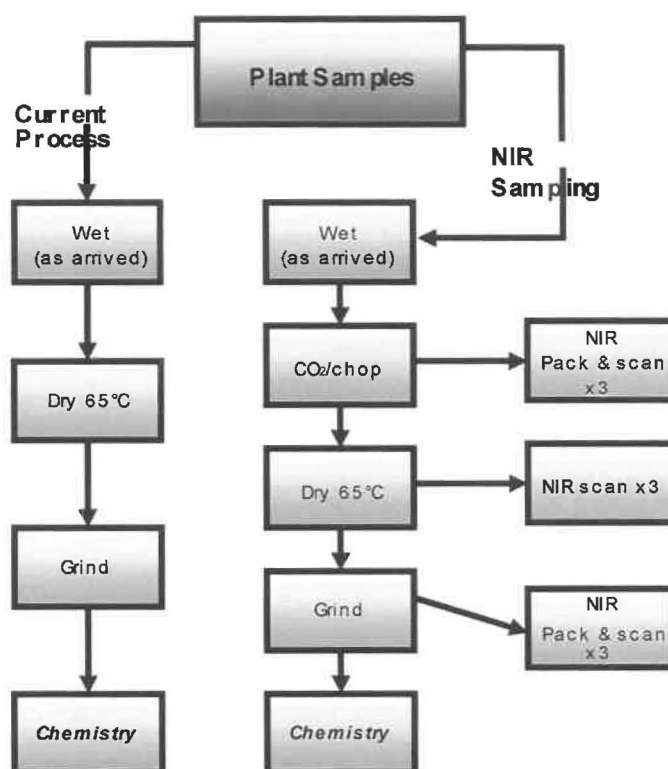 Plant Samples
Current
Process
NIR
Sampling
Wet
(as arrived)
Dry 65°C
Grind
Chemistry
Wet
(as arrived)
CO₂/chop
Dry 65°C
Grind
Chemistry
NIR
Pack & scan
x3
NIR scan x3
NIR
Pack & scan
x3